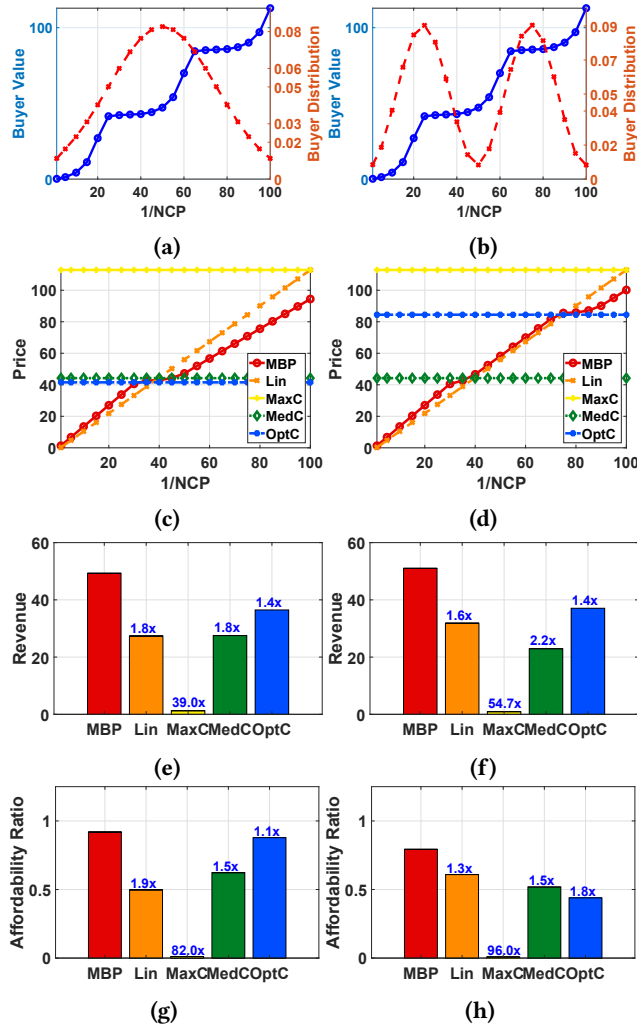 100
0
Buyer Value
20 40 60 80 100
1/NCP
0.08
0.06
0.05
0.03
0.02
Buyer Distribution
(a)
100
0
Buyer Value
20 40 60 80 100
1/NCP
0.09
0.07
0.06
0.04
0.02
0
Buyer Distribution
(b)
100
80
60
40
20
0
Price
MBP
Lin
MaxC
MedC
OptC
20 40 60 80 100
1/NCP
(c)
100
80
60
40
20
0
Price
MBP
Lin
MaxC
MedC
OptC
20 40 60 80 100
1/NCP
(d)
60
40
20
0
Revenue
1.8x
39.0x
1.8x
1.4x
MBP Lin MaxC MedC OptC
(e)
60
40
20
0
Revenue
1.6x
54.7x
2.2x
1.4x
MBP Lin MaxC MedC OptC
(f)
1
0.5
0
Affordability Ratio
1.9x
82.0x
1.5x
1.1x
MBP Lin MaxC MedC OptC
(g)
1
0.5
0
Affordability Ratio
1.3x
96.0x
1.5x
1.8x
MBP Lin MaxC MedC OptC
(h)